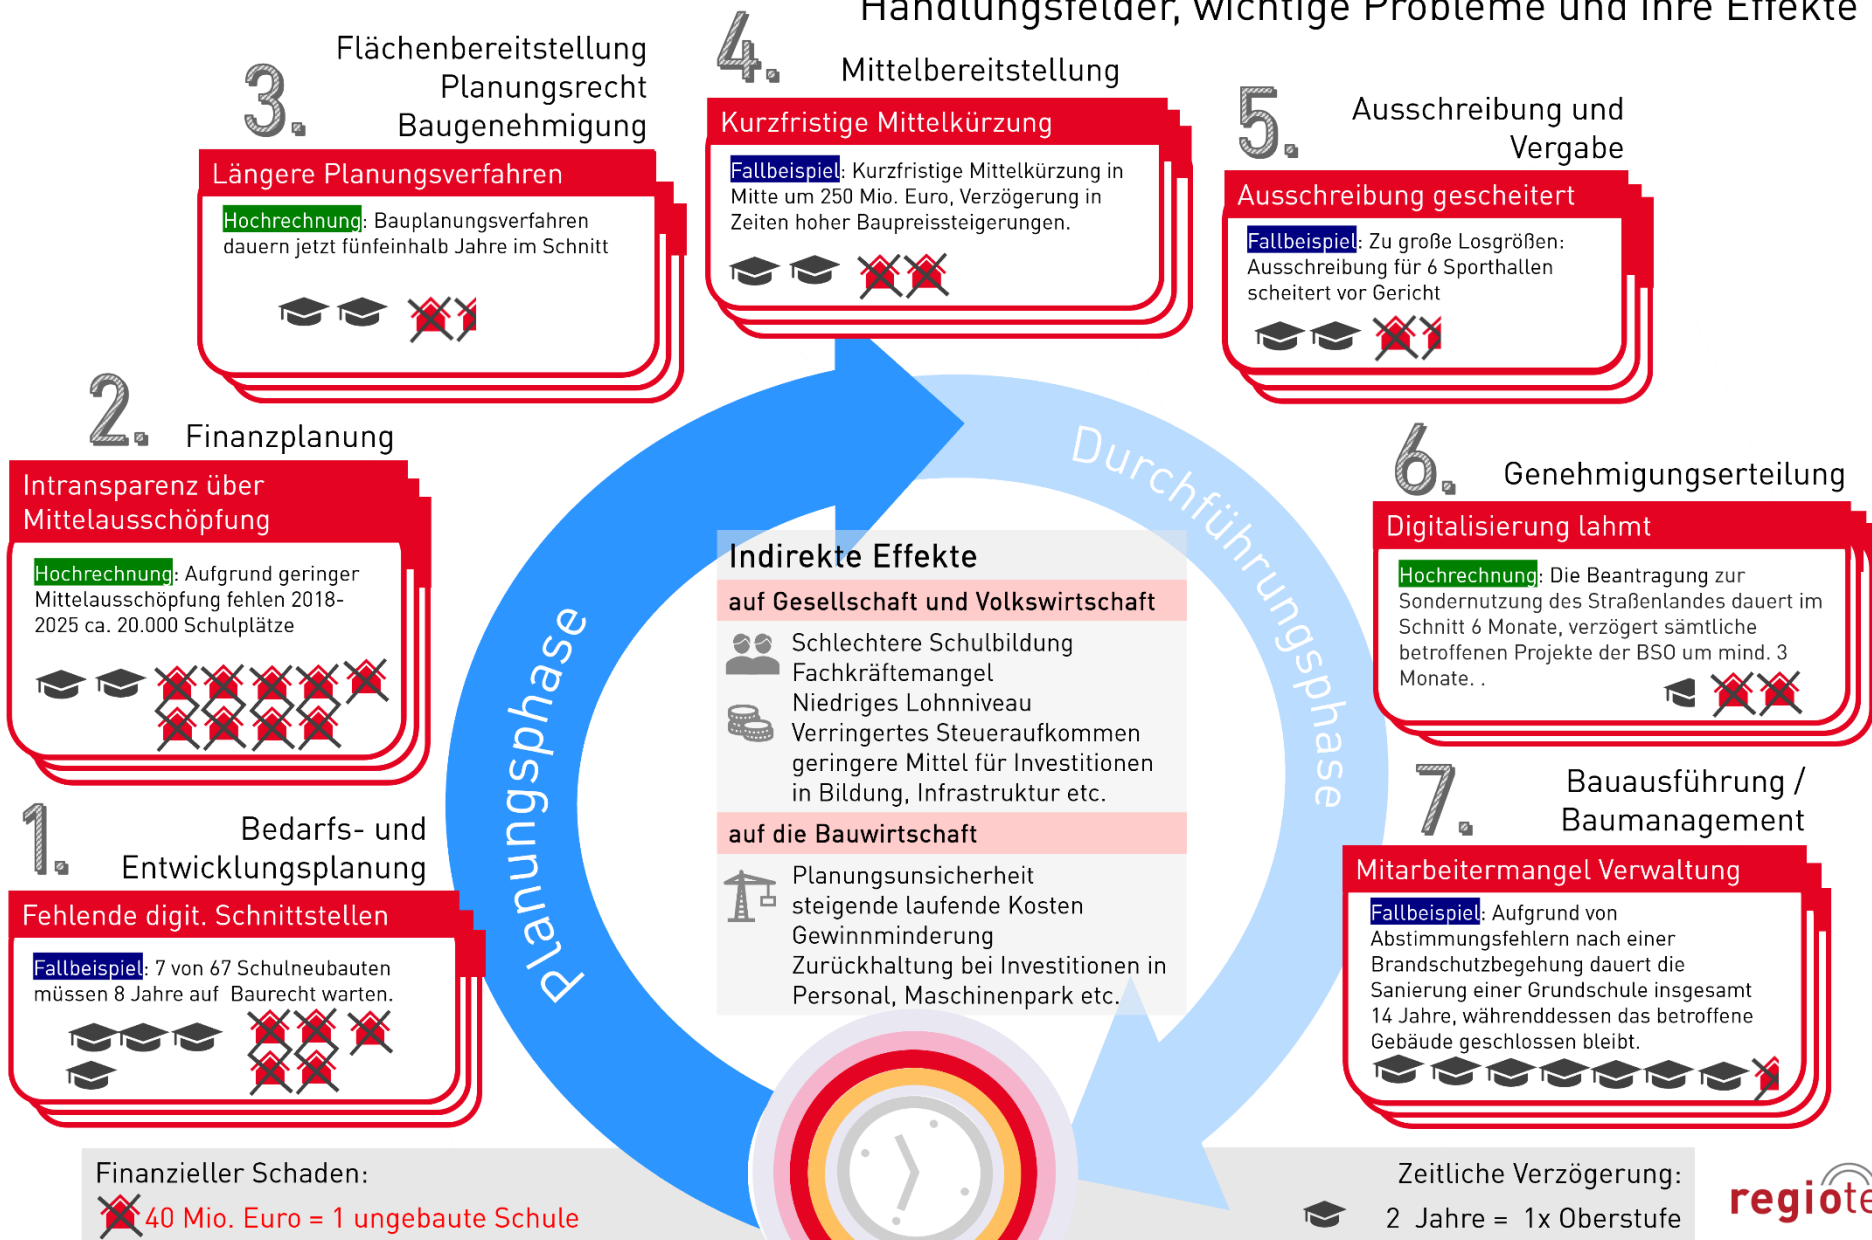 Handlungsfelder, wichtige Probleme und ihre Effekte
1.
Bedarfs- und
Entwicklungsplanung
Fehlende digit. Schnittstellen
Fallbeispiel: 7 von 67 Schulneubauten
müssen 8 Jahre auf Baurecht warten.
2.
Finanzplanung
Intransparenz über
Mittelausschöpfung
Hochrechnung: Aufgrund geringer
Mittelausschöpfung fehlen 2018-
2025 ca. 20.000 Schulplätze
3.
Flächenbereitstellung
Planungsrecht
Baugenehmigung
Längere Planungsverfahren
Hochrechnung: Bauplanungsverfahren
dauern jetzt fünfeinhalb Jahre im Schnitt
4.
Mittelbereitstellung
Kurzfristige Mittelkürzung
Fallbeispiel: Kurzfristige Mittelkürzung in
Mitte um 250 Mio. Euro, Verzögerung in
Zeiten hoher Baupreissteigerungen.
5.
Ausschreibung und
Vergabe
Ausschreibung gescheitert
Fallbeispiel: Zu große Losgrößen:
Ausschreibung für 6 Sporthallen
scheitert vor Gericht
6.
Genehmigungserteilung
Digitalisierung lahmt
Hochrechnung: Die Beantragung zur
Sondernutzung des Straßenlandes dauert im
Schnitt 6 Monate, verzögert sämtliche
betroffenen Projekte der BSO um mind. 3
Monate. .
7.
Bauausführung /
Baumanagement
Mitarbeitermangel Verwaltung
Fallbeispiel: Aufgrund von
Abstimmungsfehlern nach einer
Brandschutzbegehung dauert die
Sanierung einer Grundschule insgesamt
14 Jahre, währenddessen das betroffene
Gebäude geschlossen bleibt.
Planungsphase
Durchführungsphase
Indirekte Effekte
auf Gesellschaft und Volkswirtschaft
Schlechtere Schulbildung
Fachkräftemangel
Niedriges Lohnniveau
Verringertes Steueraufkommen
geringere Mittel für Investitionen
in Bildung, Infrastruktur etc.
auf die Bauwirtschaft
Planungsunsicherheit
steigende laufende Kosten
Gewinnminderung
Zurückhaltung bei Investitionen in
Personal, Maschinenpark etc.
Finanzieller Schaden:
40 Mio. Euro = 1 ungebaute Schule
Zeitliche Verzögerung:
2 Jahre = 1x Oberstufe